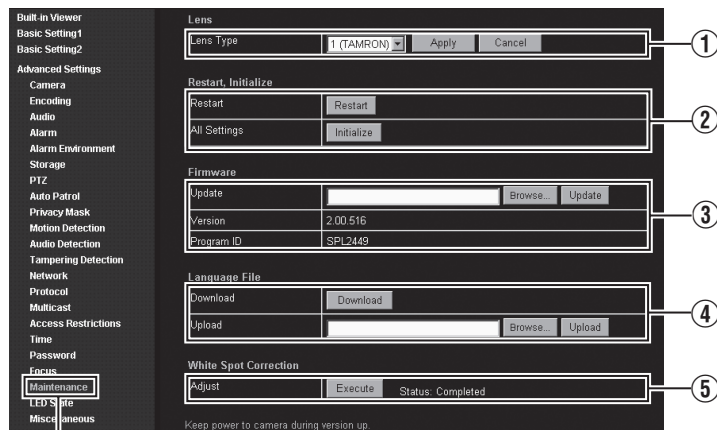 Built-in Viewer
Basic Setting1
Basic Setting2
Advanced Settings
Camera
Encoding
Audio
Alarm
Alarm Environment
Storage
PTZ
Auto Patrol
Privacy Mask
Motion Detection
Audio Detection
Tampering Detection
Network
Protocol
Multicast
Access Restrictions
Time
Password
Focus
Maintenance
LED State
Miscellaneous
Lens
Lens Type 1 (TAMRON) Apply Cancel
①
Restart, Initialize
Restart Restart
All Settings Initialize
②
Firmware
Update Browse... Update
Version 2.00.516
Program ID SPL2449
③
Language File
Download Download
Upload Browse... Upload
④
White Spot Correction
Adjust Execute Status: Completed
⑤
Keep power to camera during version up.